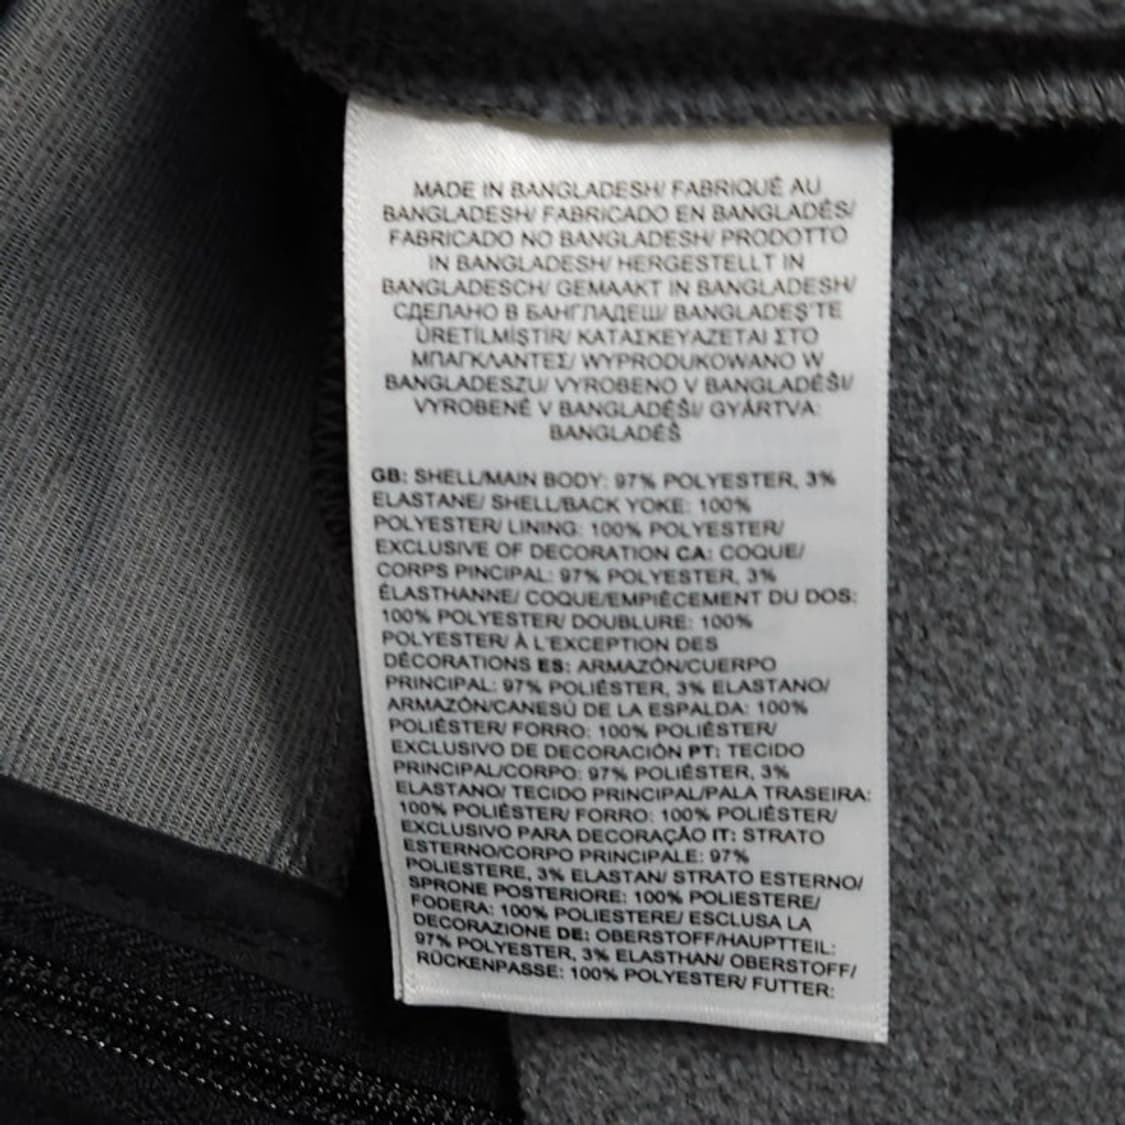 MADE IN BANGLADESH/ FABRIQUÉ AU
BANGLADESH/ FABRICADO EN BANGLADÉS/
FABRICADO NO BANGLADESH/ PRODOTTO
IN BANGLADESH/ HERGESTELLT IN
BANGLADESCH/ GEMAAKT IN BANGLADESH/
СДЕЛАНО В БАНГЛАДЕШ/ BANGLADEŞ'TE
ÜRETİLMİŞTİR/ ΚΑΤΑΣΚΕΥΑΖΕΤΑΙ ΣΤΟ
ΜΠΑΓΚΛΑΝΤΕΣ/ WYPRODUKOWANO W
BANGLADESZU/ VYROBENO V BANGLADÉŠI/
VYROBENÉ V BANGLADÉŠI/ GYÁRTVA:
BANGLADÉŠ
GB: SHELL/MAIN BODY: 97% POLYESTER, 3%
ELASTANE/ SHELL/BACK YOKE: 100%
POLYESTER/ LINING: 100% POLYESTER/
EXCLUSIVE OF DECORATION CA: COQUE/
CORPS PINCIPAL: 97% POLYESTER, 3%
ÉLASTHANNE/ COQUE/EMPIÈCEMENT DU DOS:
100% POLYESTER/ DOUBLURE: 100%
POLYESTER/ À L'EXCEPTION DES
DÉCORATIONS ES: ARMAZÓN/CUERPO
PRINCIPAL: 97% POLIÉSTER, 3% ELASTANO/
ARMAZÓN/CANESÚ DE LA ESPALDA: 100%
POLIÉSTER/ FORRO: 100% POLIÉSTER/
EXCLUSIVO DE DECORACIÓN PT: TECIDO
PRINCIPAL/CORPO: 97% POLIÉSTER, 3%
ELASTANO/ TECIDO PRINCIPAL/PALA TRASEIRA:
100% POLIÉSTER/ FORRO: 100% POLIÉSTER/
EXCLUSIVO PARA DECORAÇÃO IT: STRATO
ESTERNO/CORPO PRINCIPALE: 97%
POLIESTERE, 3% ELASTAN/ STRATO ESTERNO/
SPRONE POSTERIORE: 100% POLIESTERE/
FODERA: 100% POLIESTERE/ ESCLUSA LA
DECORAZIONE DE: OBERSTOFF/HAUPTTEIL:
97% POLYESTER, 3% ELASTHAN/ OBERSTOFF/
RÜCKENPASSE: 100% POLYESTER/ FUTTER: